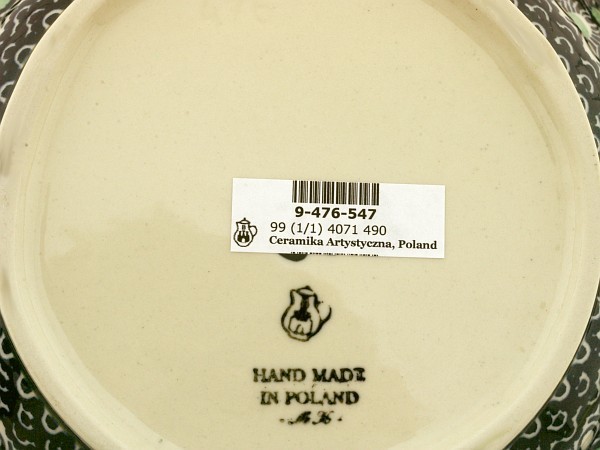 9-476-547
99 (1/1) 4071 490
Ceramika Artystyczna, Poland
HAND MADE
IN POLAND